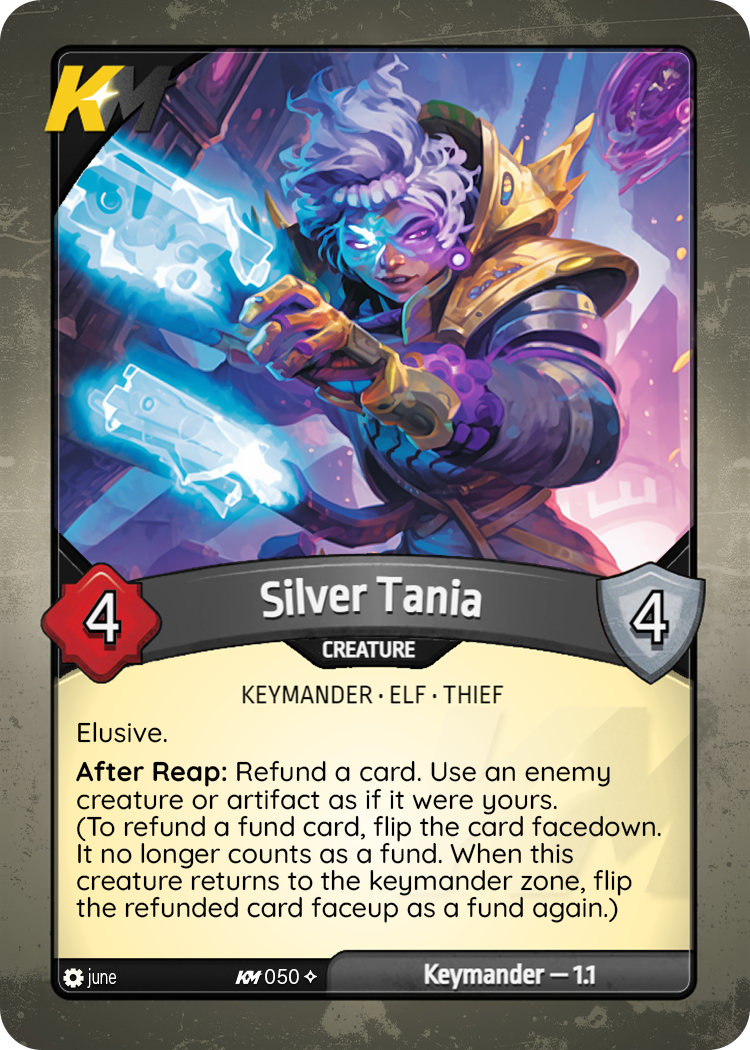 KM
Silver Tania
4
4
CREATURE
KEYMANDER • ELF • THIEF
Elusive.
After Reap: Refund a card. Use an enemy
creature or artifact as if it were yours.
(To refund a fund card, flip the card facedown.
It no longer counts as a fund. When this
creature returns to the keymander zone, flip
the refunded card faceup as a fund again.)
june
KM 050
Keymander – 1.1